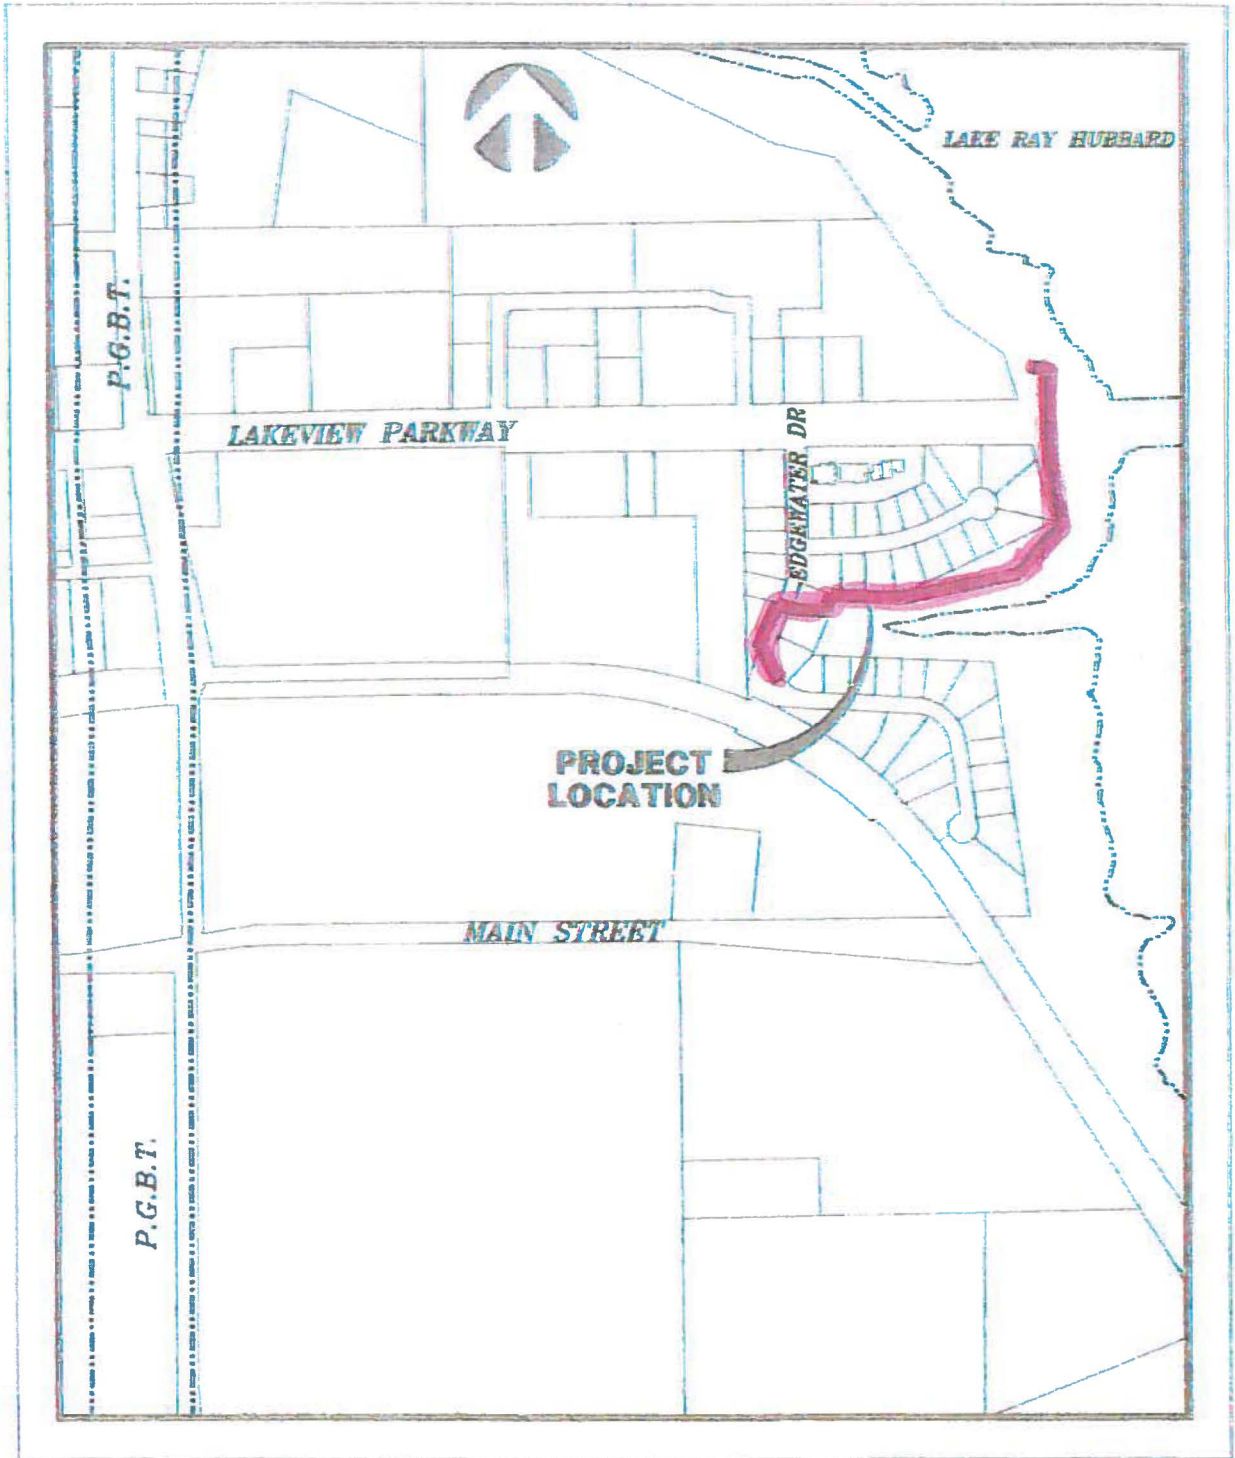 LAKE RAY HUBBARD
P.G.B.T.
LAKEVIEW PARKWAY
EDGEWATER DR
PROJECT
LOCATION
MAIN STREET
P.G.B.T.